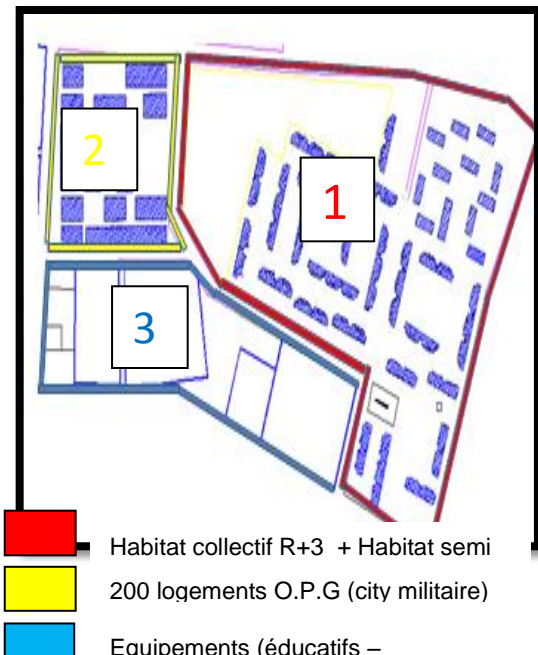 2
1
3
Habitat collectif R+3 + Habitat semi
200 logements O.P.G (city militaire)
Equipements (éducatifs –